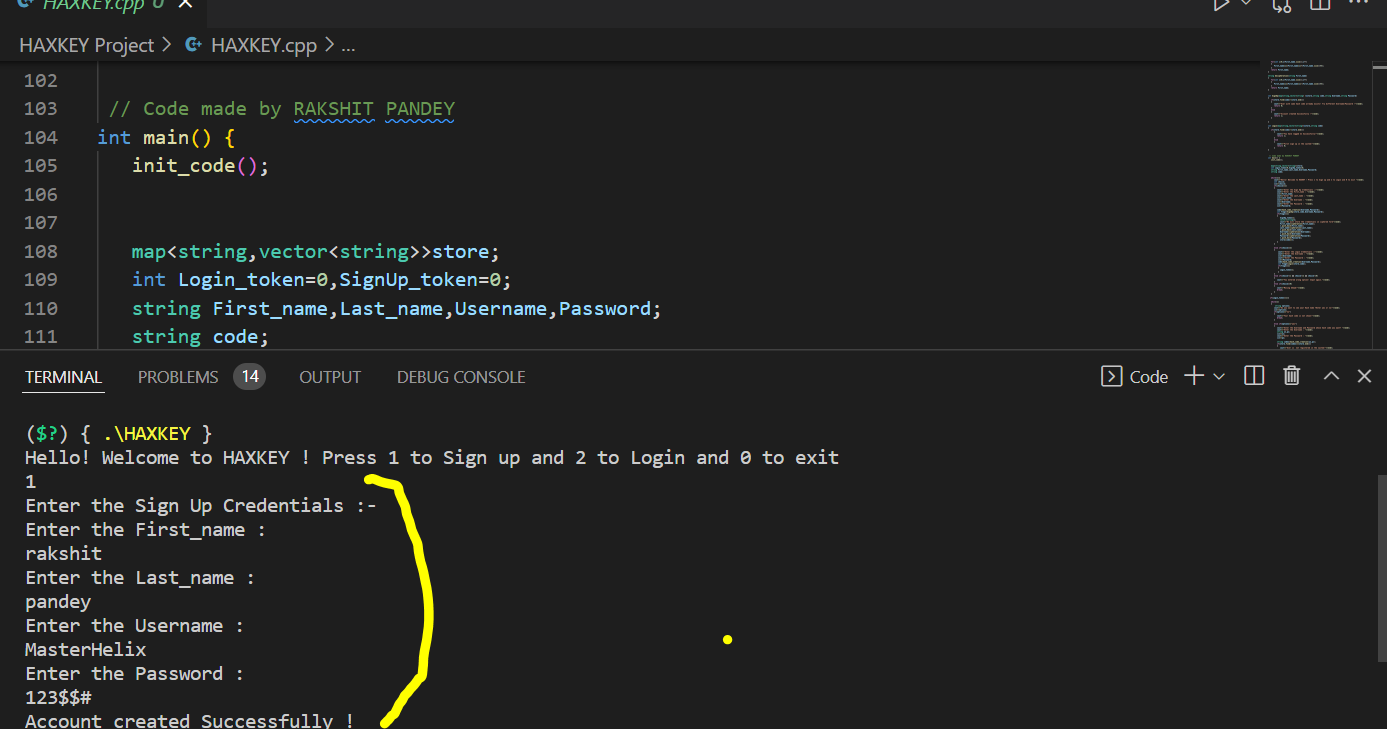 HAXKEY.cpp
HAXKEY Project > HAXKEY.cpp > ...
102
103 // Code made by RAKSHIT PANDEY
104 int main() {
105 init_code();
106
107
108 map<string,vector<string>>store;
109 int Login_token=0,SignUp_token=0;
110 string First_name,Last_name,Username,Password;
111 string code;
TERMINAL PROBLEMS 14 OUTPUT DEBUG CONSOLE Code
($?) { .\HAXKEY }
Hello! Welcome to HAXKEY ! Press 1 to Sign up and 2 to Login and 0 to exit
1
Enter the Sign Up Credentials :-
Enter the First_name :
rakshit
Enter the Last_name :
pandey
Enter the Username :
MasterHelix
Enter the Password :
123$$#
Account created Successfully !